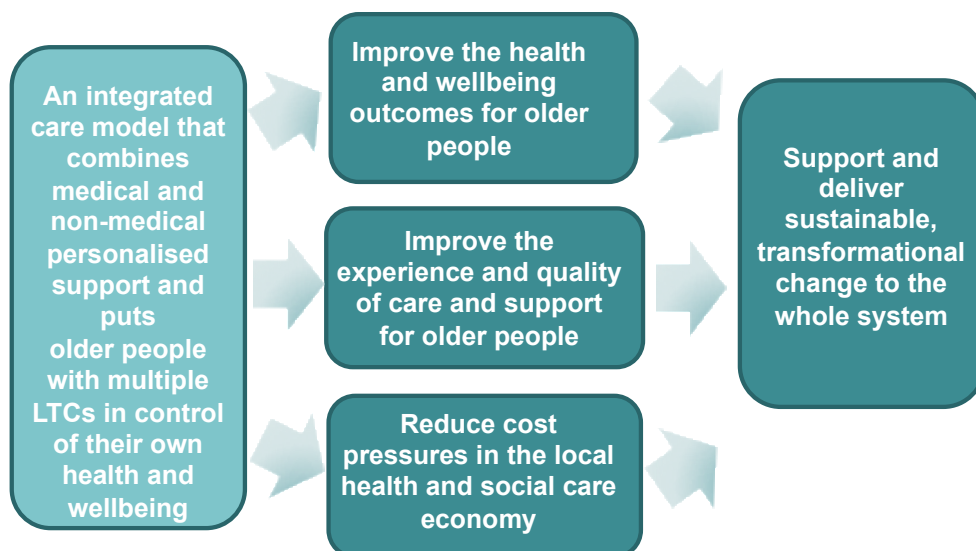 An integrated
care model that
combines
medical and
non-medical
personalised
support and
puts
older people
with multiple
LTCs in control
of their own
health and
wellbeing
Improve the health
and wellbeing
outcomes for older
people
Improve the
experience and quality
of care and support
for older people
Reduce cost
pressures in the local
health and social care
economy
Support and
deliver
sustainable,
transformational
change to the
whole system